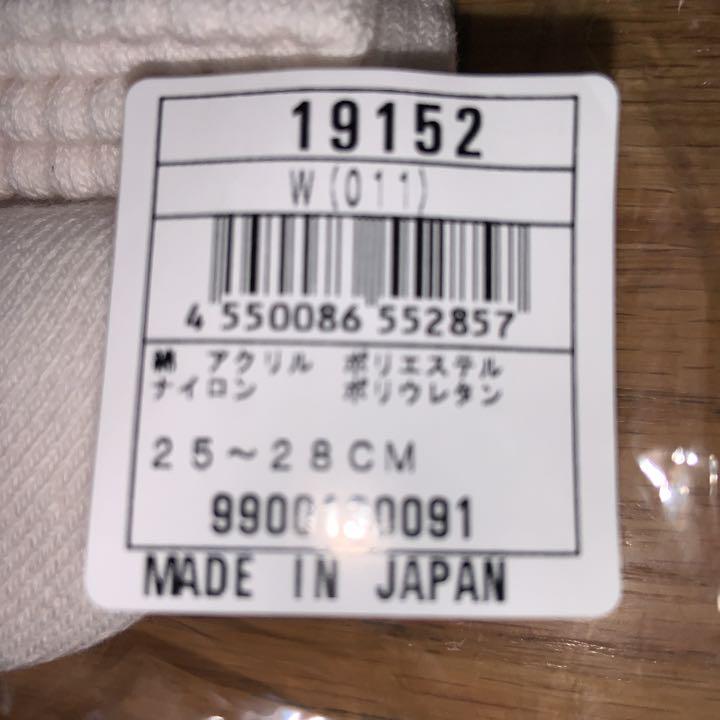 19152
W(011)
4 550086 552857
綿 アクリル ポリエステル
ナイロン ポリウレタン
25~28CM
MADE IN JAPAN